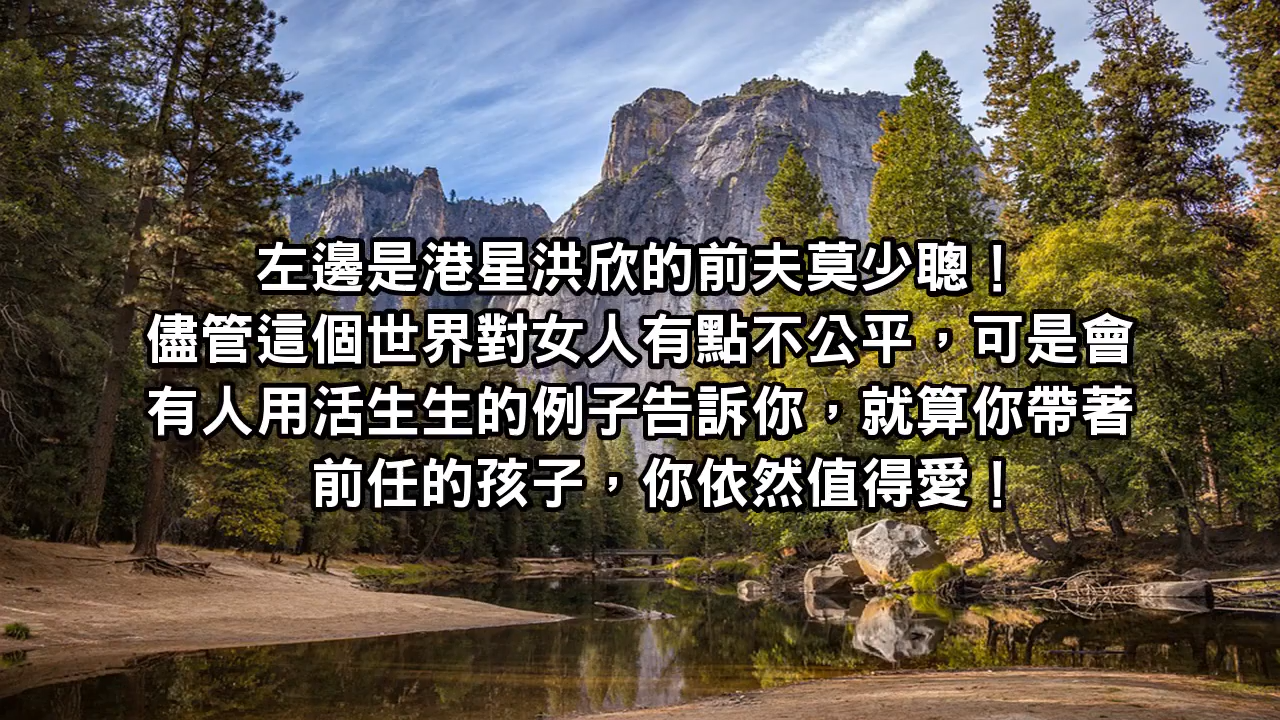 左邊是港星洪欣的前夫莫少聰！
儘管這個世界對女人有點不公平，可是會
有人用活生生的例子告訴你，就算你帶著
前任的孩子，你依然值得愛！